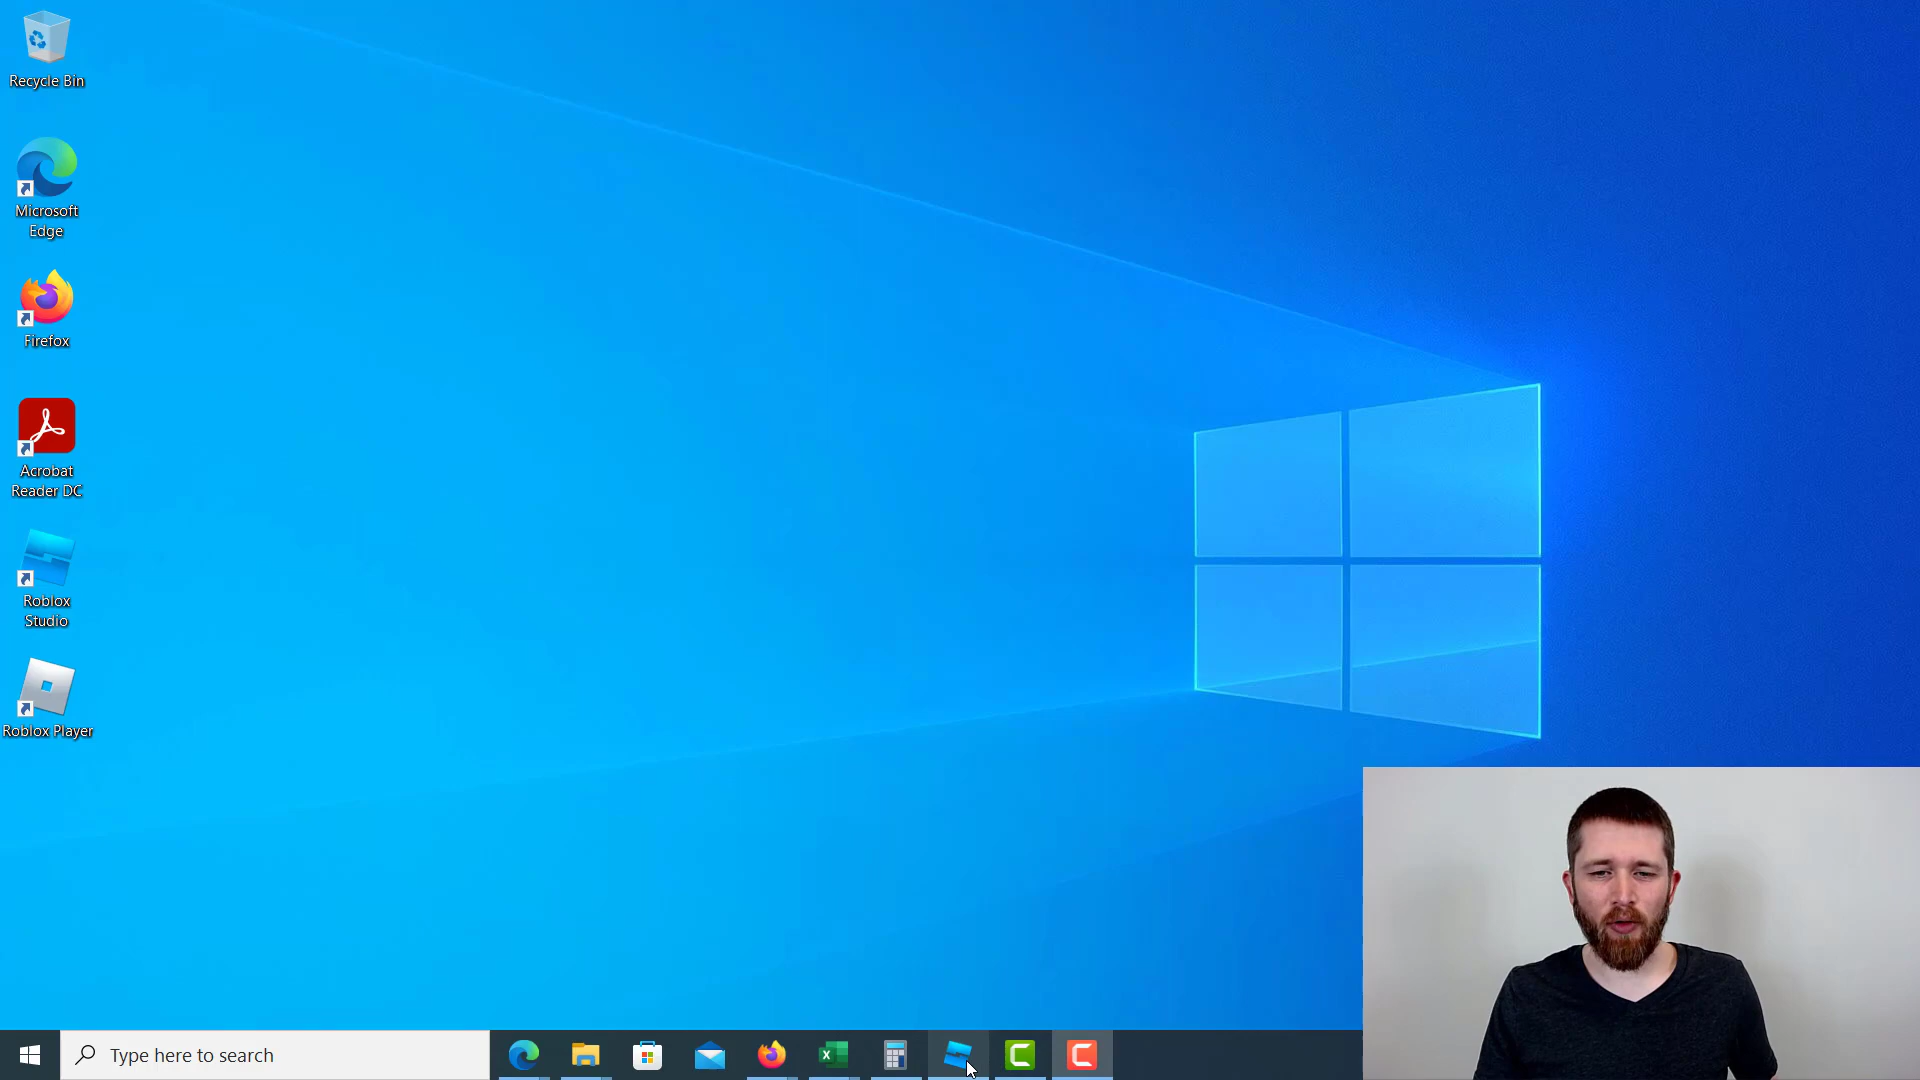 Recycle Bin
Microsoft
Edge
Firefox
Acrobat
Reader DC
Roblox
Studio
Roblox Player
Type here to search